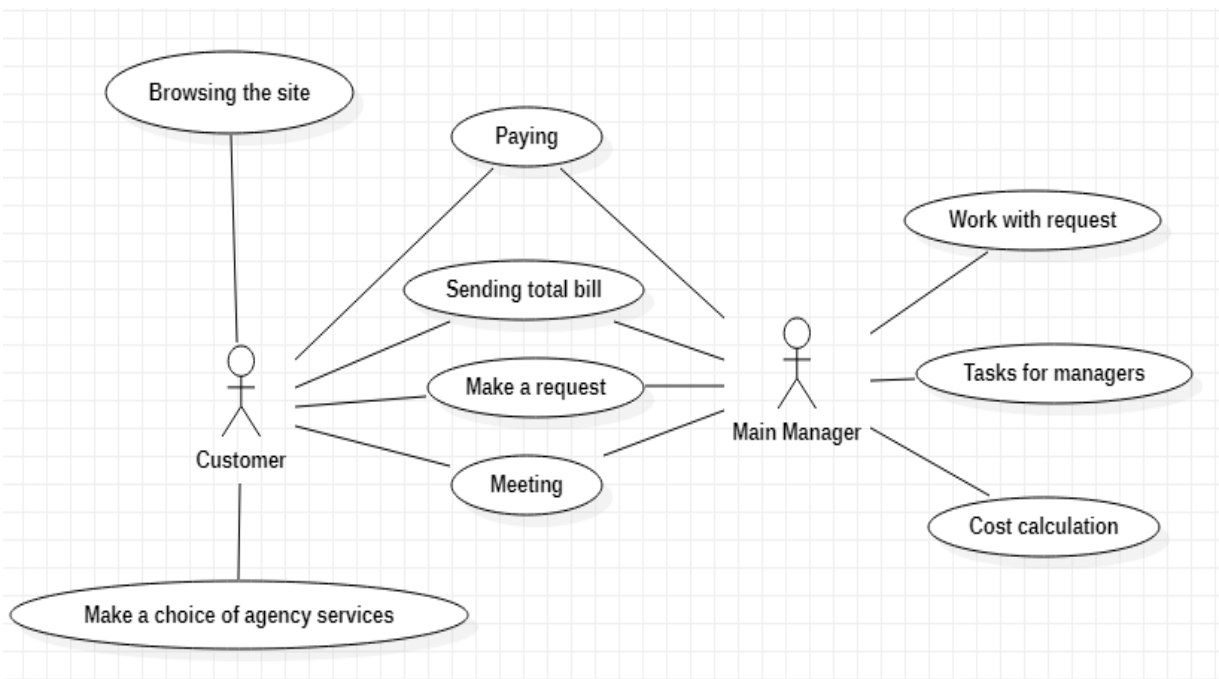 Browsing the site
Paying
Work with request
Sending total bill
Tasks for managers
Make a request
Main Manager
Customer
Meeting
Cost calculation
Make a choice of agency services